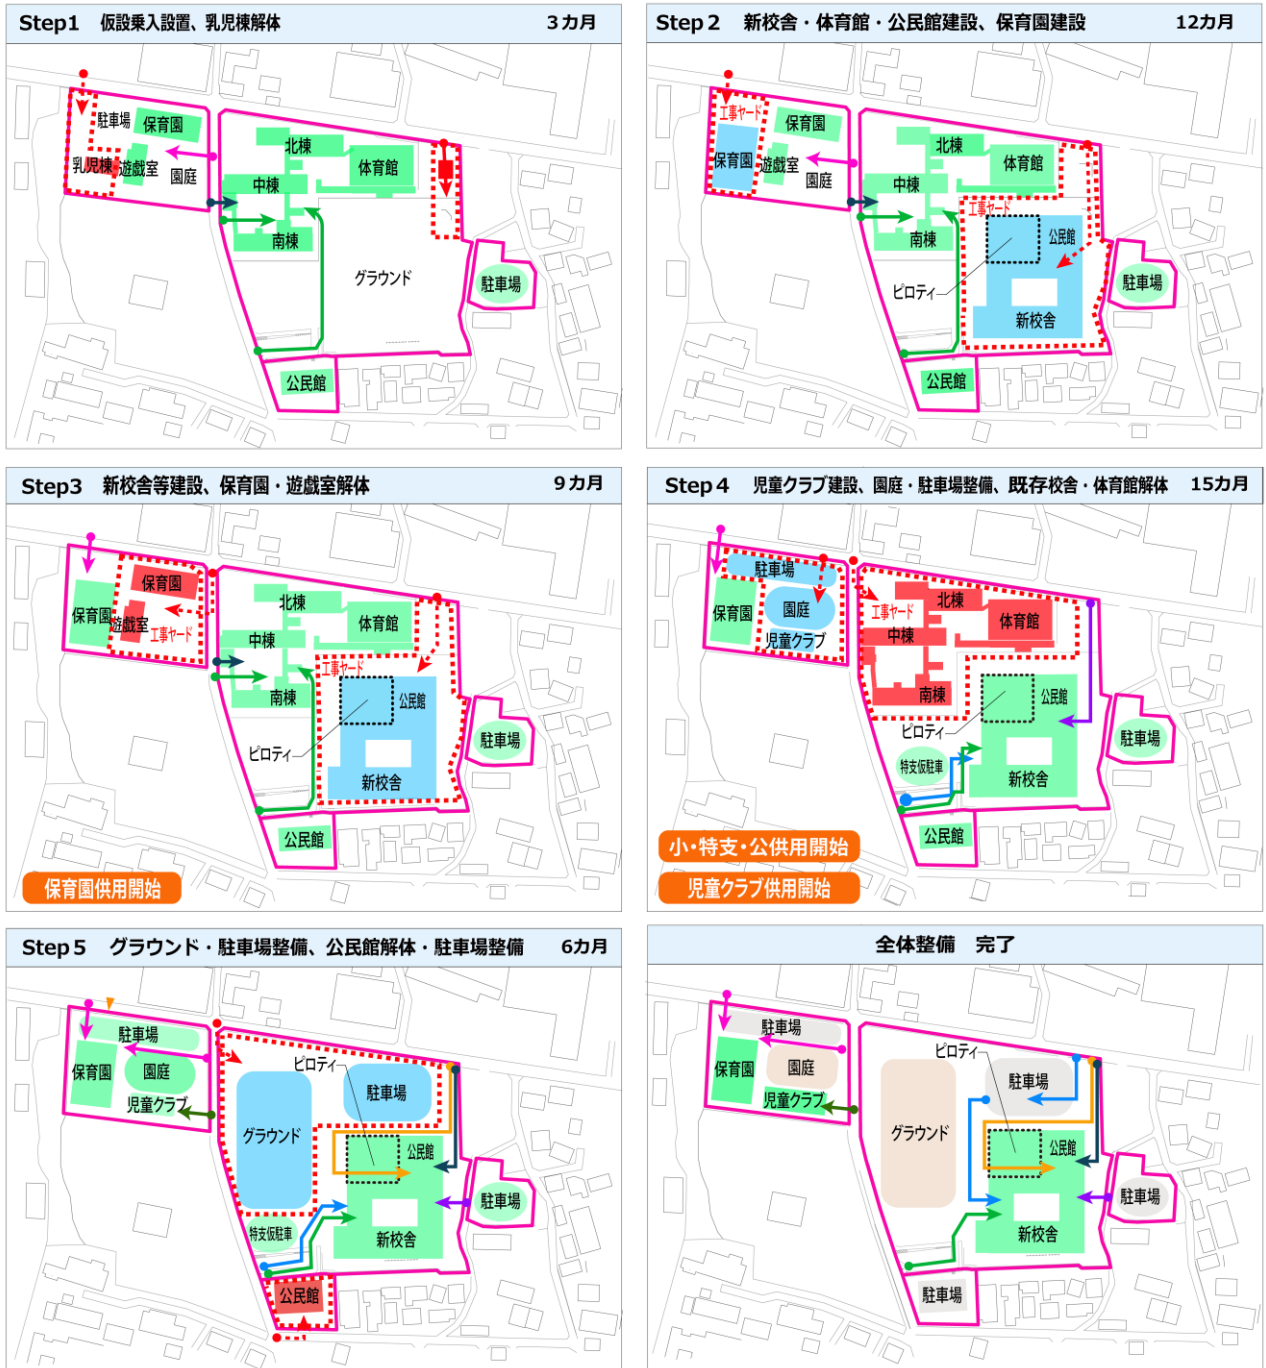 Step1 仮設乗入設置、乳児棟解体 3カ月
駐車場
保育園
乳児棟
遊戯室
園庭
北棟
体育館
中棟
南棟
グラウンド
駐車場
公民館
Step2 新校舎・体育館・公民館建設、保育園建設 12カ月
工事ヤード
保育園
保育園
遊戯室
園庭
北棟
体育館
中棟
南棟
工事ヤード
公民館
ピロティ
新校舎
駐車場
公民館
Step3 新校舎等建設、保育園・遊戯室解体 9カ月
保育園
保育園
遊戯室
工事ヤード
北棟
体育館
中棟
南棟
工事ヤード
公民館
ピロティ
新校舎
駐車場
公民館
保育園供用開始
Step4 児童クラブ建設、園庭・駐車場整備、既存校舎・体育館解体 15カ月
駐車場
保育園
園庭
児童クラブ
工事ヤード
北棟
体育館
中棟
南棟
公民館
ピロティ
特支仮駐車
新校舎
駐車場
公民館
小・特支・公供用開始
児童クラブ供用開始
Step5 グラウンド・駐車場整備、公民館解体・駐車場整備 6カ月
駐車場
保育園
園庭
児童クラブ
ピロティ
駐車場
グラウンド
公民館
駐車場
特支仮駐車
新校舎
公民館
全体整備 完了
駐車場
保育園
園庭
児童クラブ
ピロティ
駐車場
グラウンド
公民館
駐車場
新校舎
駐車場